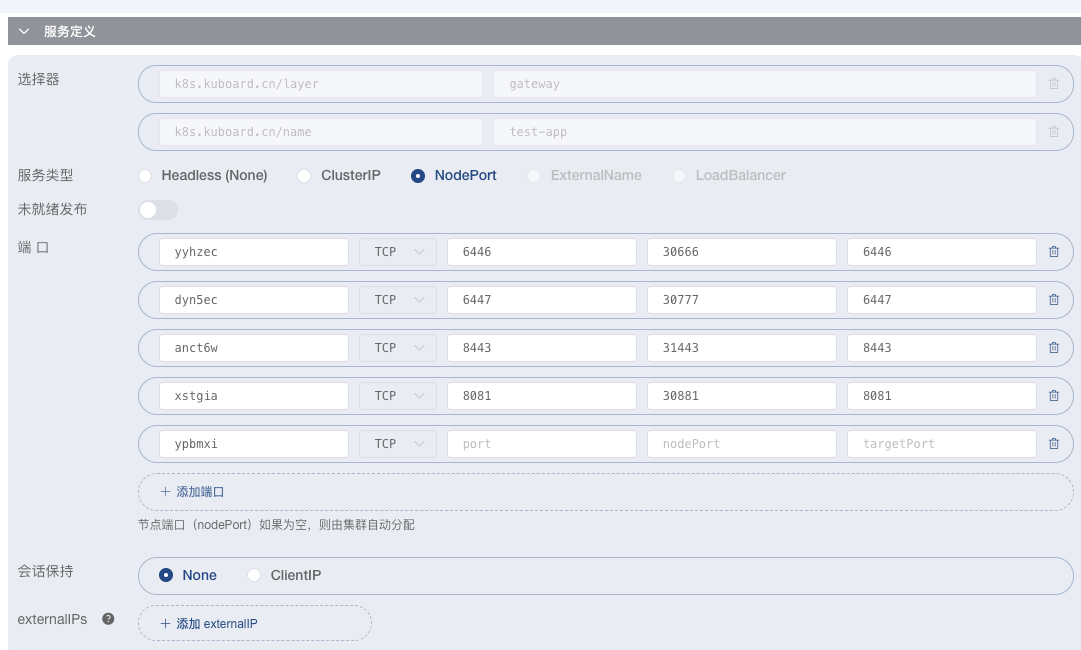 服务定义
选择器
k8s.kuboard.cn/layer gateway
k8s.kuboard.cn/name test-app
服务类型 Headless (None) ClusterIP NodePort ExternalName LoadBalancer
未就绪发布
端 口 yyhzec TCP 6446 30666 6446
dyn5ec TCP 6447 30777 6447
anct6w TCP 8443 31443 8443
xstgia TCP 8081 30881 8081
ypbmxi TCP port nodePort targetPort
+ 添加端口
节点端口（nodePort）如果为空，则由集群自动分配
会话保持 None ClientIP
externalIPs ? + 添加 externalIP